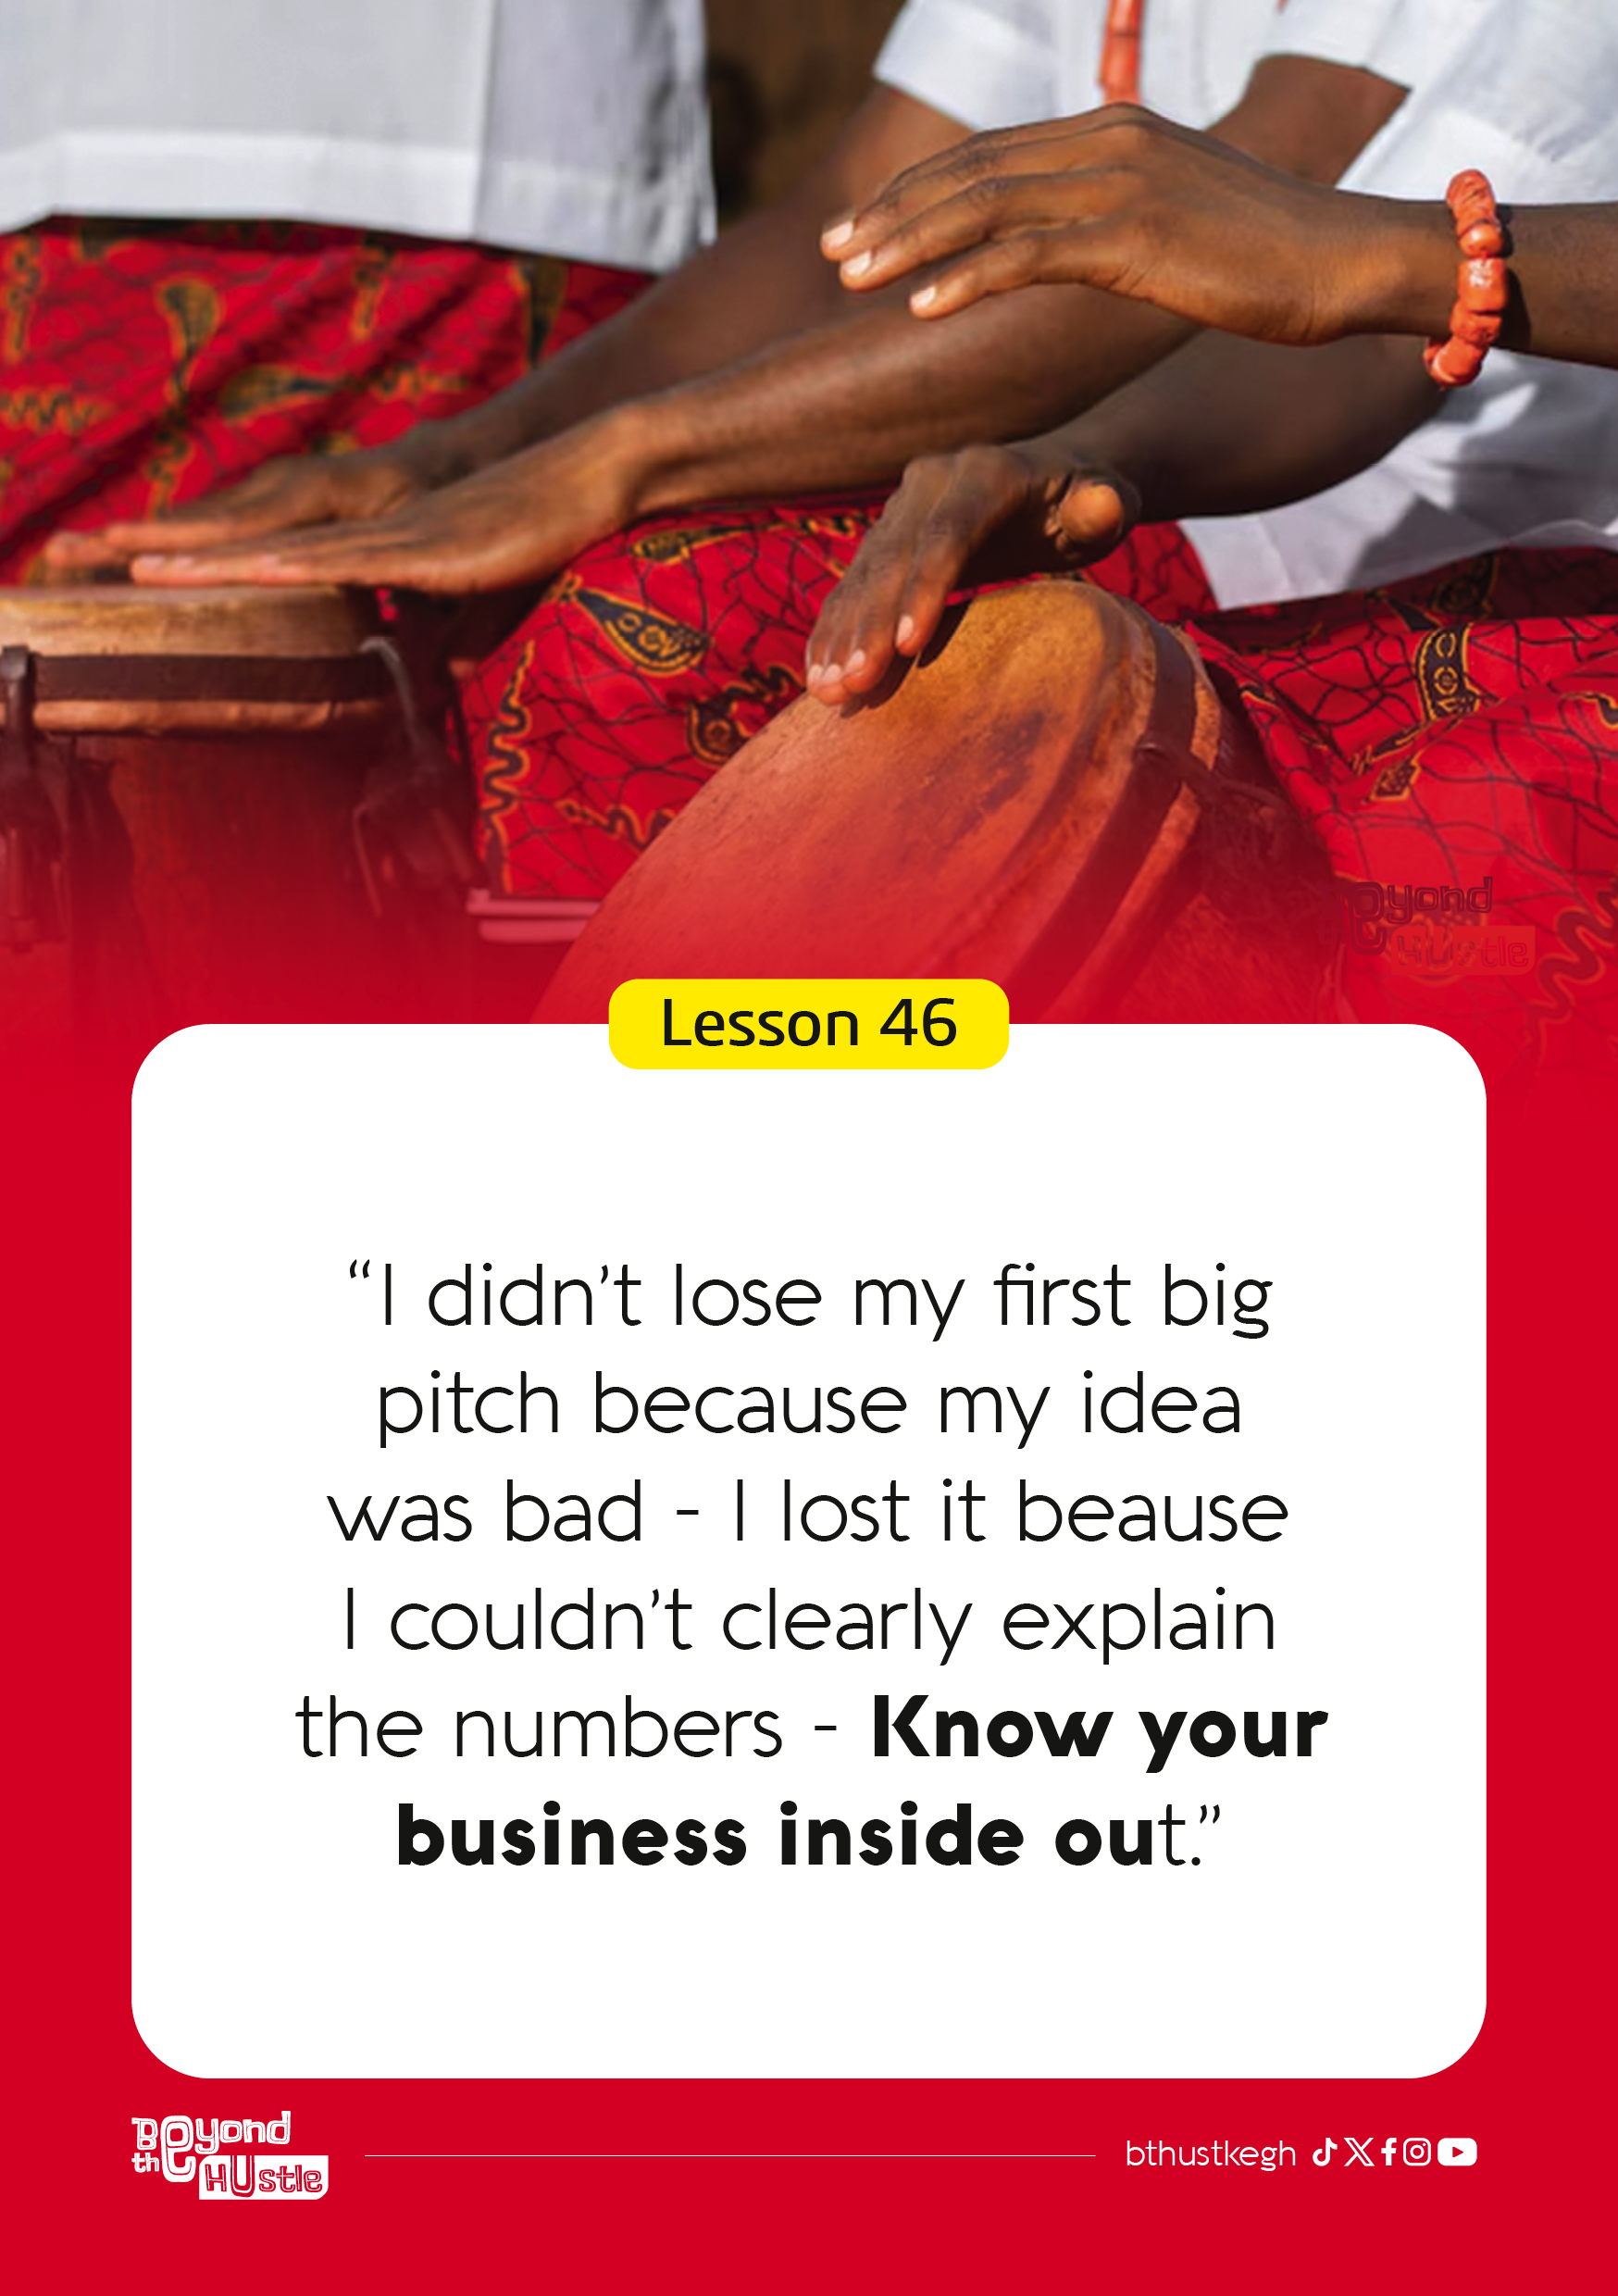 Beyond
Hustle
Lesson 46
“I didn’t lose my first big
pitch because my idea
was bad - I lost it beause
I couldn’t clearly explain
the numbers - Know your
business inside out.”
Beyond
the Hustle
bthustkegh